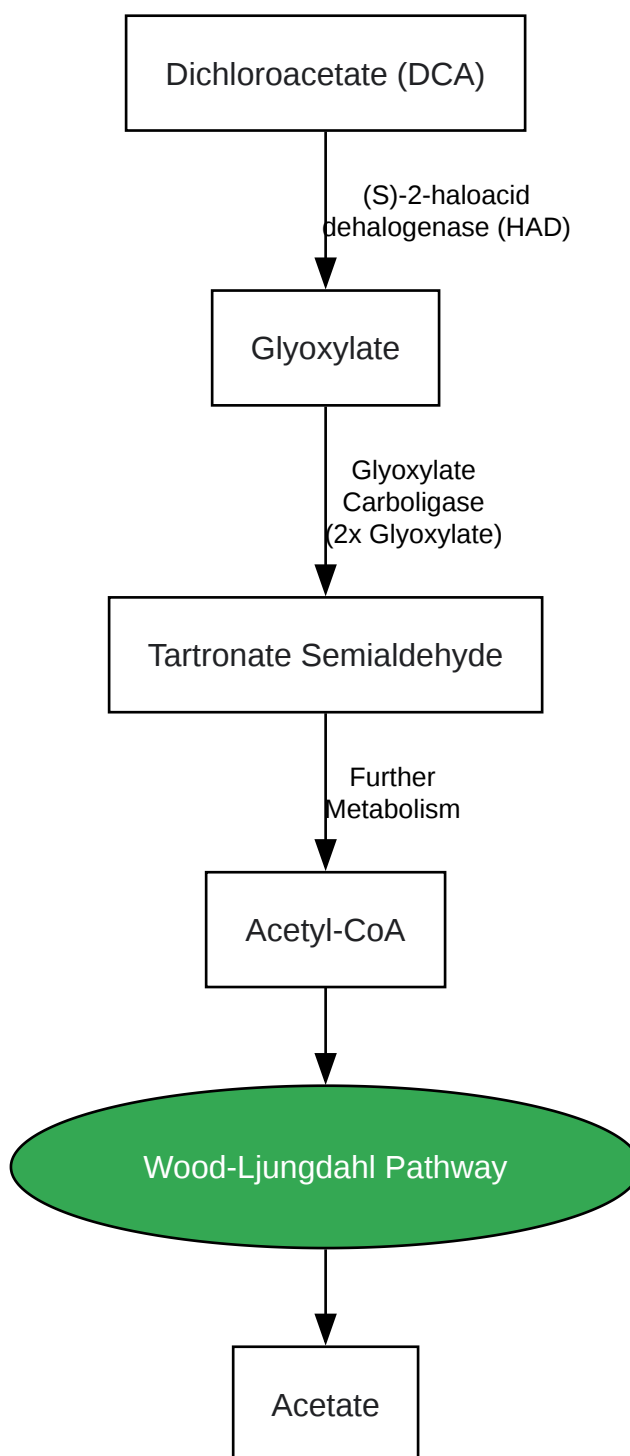 Dichloroacetate (DCA)
(S)-2-haloacid
dehalogenase (HAD)
Glyoxylate
Glyoxylate
Carboligase
(2x Glyoxylate)
Tartronate Semialdehyde
Further
Metabolism
Acetyl-CoA
Wood-Ljungdahl Pathway
Acetate